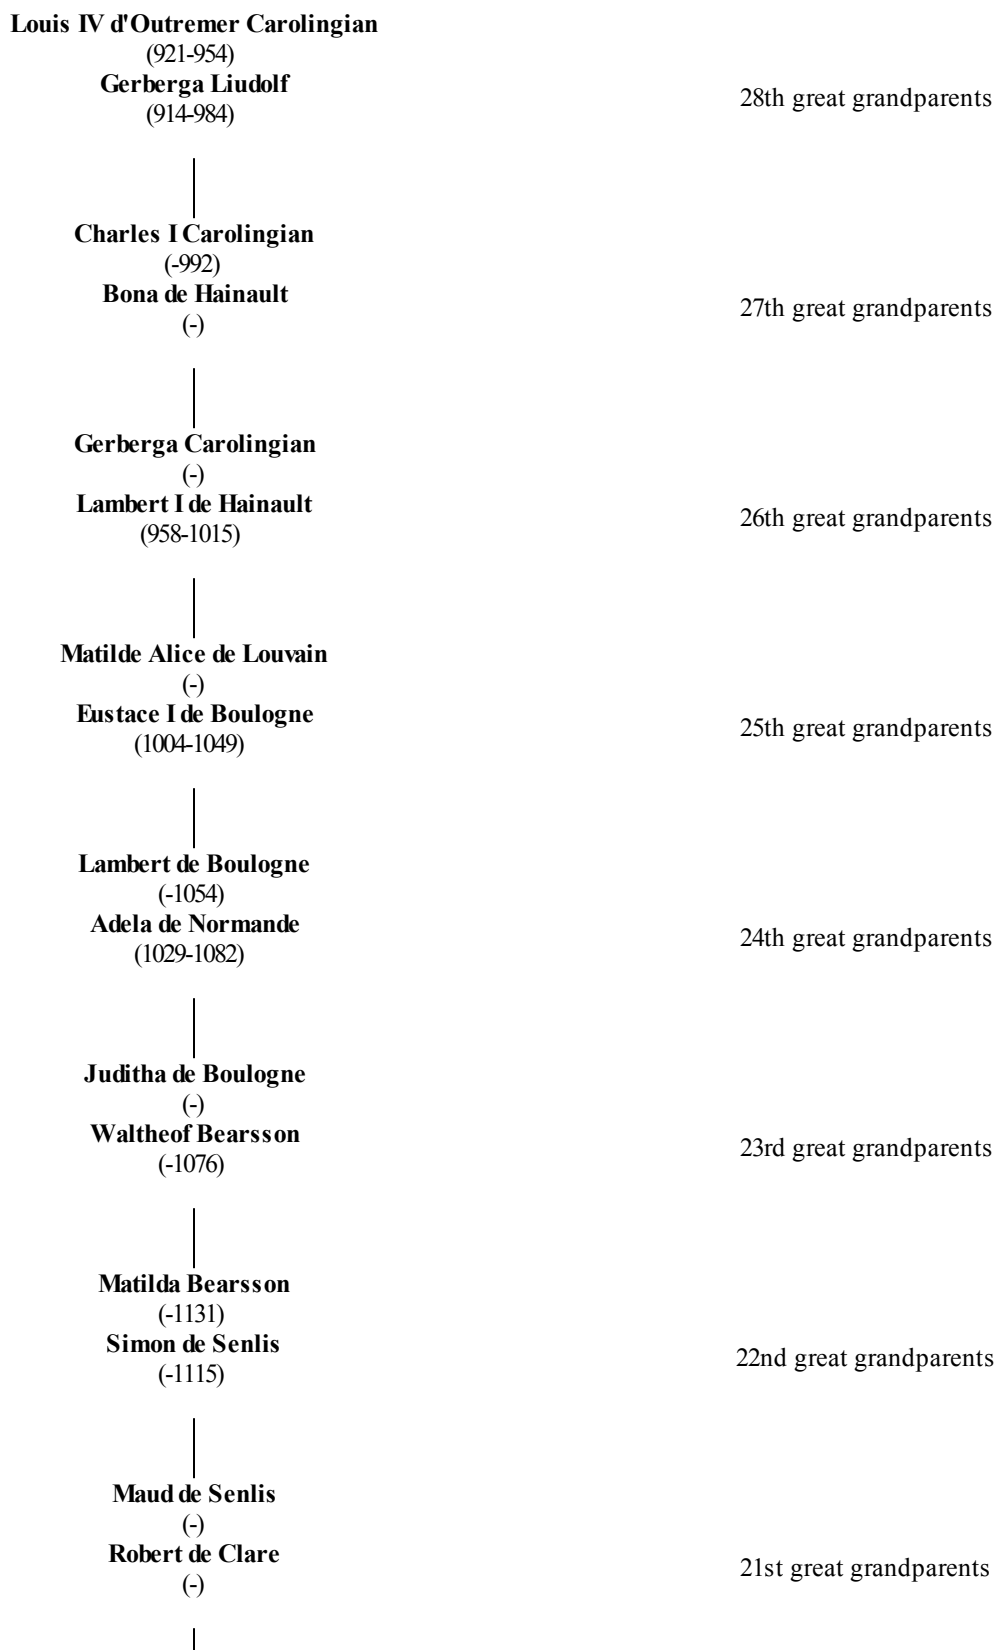 Louis IV d'Outremer Carolingian
(921-954)
Gerberga Liudolf
(914-984)
28th great grandparents
Charles I Carolingian
(-992)
Bona de Hainault
(-)
27th great grandparents
Gerberga Carolingian
(-)
Lambert I de Hainault
(958-1015)
26th great grandparents
Matilde Alice de Louvain
(-)
Eustace I de Boulogne
(1004-1049)
25th great grandparents
Lambert de Boulogne
(-1054)
Adela de Normande
(1029-1082)
24th great grandparents
Juditha de Boulogne
(-)
Waltheof Bearsson
(-1076)
23rd great grandparents
Matilda Bearsson
(-1131)
Simon de Senlis
(-1115)
22nd great grandparents
Maud de Senlis
(-)
Robert de Clare
(-)
21st great grandparents